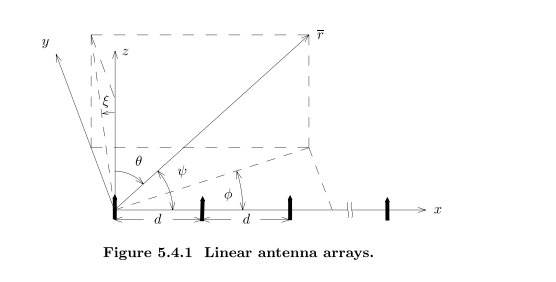 y
z
r̅
ξ
θ
ψ
ϕ
d
d
x
Figure 5.4.1 Linear antenna arrays.